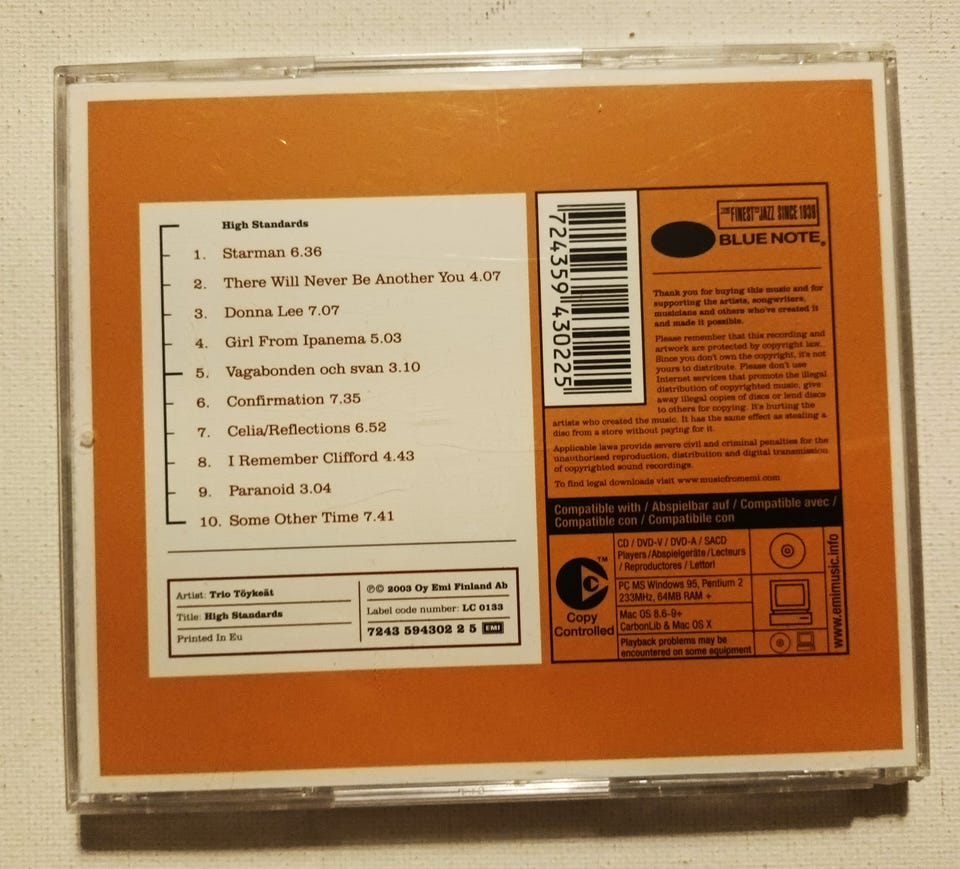 High Standards
1. Starman 6.36
2. There Will Never Be Another You 4.07
3. Donna Lee 7.07
4. Girl From Ipanema 5.03
5. Vagabonden och svan 3.10
6. Confirmation 7.35
7. Celia/Reflections 6.52
8. I Remember Clifford 4.43
9. Paranoid 3.04
10. Some Other Time 7.41
Artist: Trio Töykeät
Title: High Standards
Printed In Eu
℗© 2003 Oy Emi Finland Ab
Label code number: LC 0133
7243 594302 2 5 EMI
7 24359 43022 5
THE FINEST IN JAZZ SINCE 1939
BLUE NOTE®
Thank you for buying this music and for
supporting the artists, songwriters,
musicians and others who've created it
and made it possible.
Please remember that this recording and
artwork are protected by copyright law.
Since you don't own the copyright, it's not
yours to distribute. Please don't use
Internet services that promote the illegal
distribution of copyrighted music, give
away illegal copies of discs or lend discs
to others for copying. It's hurting the
artists who created the music. It has the same effect as stealing a
disc from a store without paying for it.
Applicable laws provide severe civil and criminal penalties for the
unauthorised reproduction, distribution and digital transmission
of copyrighted sound recordings.
To find legal downloads visit www.musicfromemi.com
Compatible with / Abspielbar auf / Compatible avec /
Compatible con / Compatibile con
TM
Copy
Controlled
CD / DVD-V / DVD-A / SACD
Players / Abspielgeräte / Lecteurs
/ Reproductores / Lettori
PC MS Windows 95, Pentium 2
233MHz, 64MB RAM +
Mac OS 8.6-9+
CarbonLib & Mac OS X
Playback problems may be
encountered on some equipment
www.emimusic.info